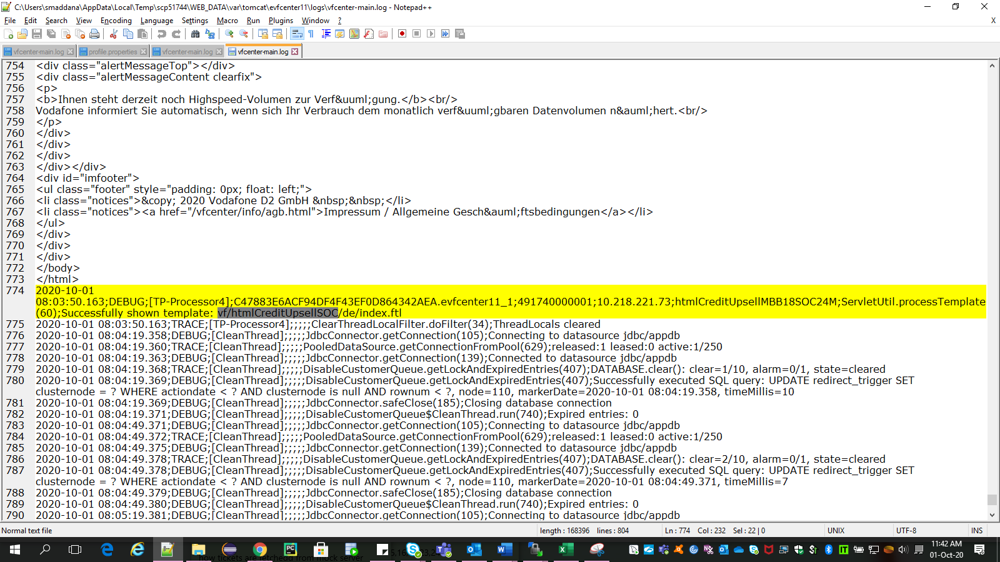 C:\Users\smaddana\AppData\Local\Temp\scp51744\WEB_DATA\var\tomcat\evfcenter11\logs\vfcenter-main.log - Notepad++
File Edit Search View Encoding Language Settings Macro Run Plugins Window ? X
vfcenter-main.log profile.properties vfcenter-main.log vfcenter-main.log
754 <div class="alertMessageTop"></div>
755 <div class="alertMessageContent clearfix">
756 <p>
757 <b>Ihnen steht derzeit noch Highspeed-Volumen zur Verf&uuml;gung.</b><br/>
758 Vodafone informiert Sie automatisch, wenn sich Ihr Verbrauch dem monatlich verf&uuml;gbaren Datenvolumen n&auml;hert.<br/>
759 </p>
760 </div>
761 </div>
762 </div>
763 </div></div>
764 <div id="imfooter">
765 <ul class="footer" style="padding: 0px; float: left;">
766 <li class="notices">&copy; 2020 Vodafone D2 GmbH &nbsp;&nbsp;</li>
767 <li class="notices"><a href="/vfcenter/info/agb.html">Impressum / Allgemeine Gesch&auml;ftsbedingungen</a></li>
768 </ul>
769 </div>
770 </div>
771 </div>
772 </body>
773 </html>
774 2020-10-01
08:03:50.163;DEBUG;[TP-Processor4];C47883E6ACF94DF4F43EF0D864342AEA.evfcenter11_1;491740000001;10.218.221.73;htmlCreditUpsellMBB18SOC24M;ServletUtil.processTemplate
(60);Successfully shown template: vf/htmlCreditUpsellSOC/de/index.ftl
775 2020-10-01 08:03:50.163;TRACE;[TP-Processor4];;;;;ClearThreadLocalFilter.doFilter(34);ThreadLocals cleared
776 2020-10-01 08:04:19.358;DEBUG;[CleanThread];;;;;JdbcConnector.getConnection(105);Connecting to datasource jdbc/appdb
777 2020-10-01 08:04:19.360;TRACE;[CleanThread];;;;;PooledDataSource.getConnectionFromPool(629);released:1 leased:0 active:1/250
778 2020-10-01 08:04:19.363;DEBUG;[CleanThread];;;;;JdbcConnector.getConnection(139);Connected to datasource jdbc/appdb
779 2020-10-01 08:04:19.368;TRACE;[CleanThread];;;;;DisableCustomerQueue.getLockAndExpiredEntries(407);DATABASE.clear(): clear=1/10, alarm=0/1, state=cleared
780 2020-10-01 08:04:19.369;DEBUG;[CleanThread];;;;;DisableCustomerQueue.getLockAndExpiredEntries(407);Successfully executed SQL query: UPDATE redirect_trigger SET
clusternode = ? WHERE actiondate < ? AND clusternode is null AND rownum < ?, node=110, markerDate=2020-10-01 08:04:19.358, timeMillis=10
781 2020-10-01 08:04:19.369;DEBUG;[CleanThread];;;;;JdbcConnector.safeClose(185);Closing database connection
782 2020-10-01 08:04:19.371;DEBUG;[CleanThread];;;;;DisableCustomerQueue$CleanThread.run(740);Expired entries: 0
783 2020-10-01 08:04:49.371;DEBUG;[CleanThread];;;;;JdbcConnector.getConnection(105);Connecting to datasource jdbc/appdb
784 2020-10-01 08:04:49.372;TRACE;[CleanThread];;;;;PooledDataSource.getConnectionFromPool(629);released:1 leased:0 active:1/250
785 2020-10-01 08:04:49.375;DEBUG;[CleanThread];;;;;JdbcConnector.getConnection(139);Connected to datasource jdbc/appdb
786 2020-10-01 08:04:49.378;TRACE;[CleanThread];;;;;DisableCustomerQueue.getLockAndExpiredEntries(407);DATABASE.clear(): clear=2/10, alarm=0/1, state=cleared
787 2020-10-01 08:04:49.378;DEBUG;[CleanThread];;;;;DisableCustomerQueue.getLockAndExpiredEntries(407);Successfully executed SQL query: UPDATE redirect_trigger SET
clusternode = ? WHERE actiondate < ? AND clusternode is null AND rownum < ?, node=110, markerDate=2020-10-01 08:04:49.371, timeMillis=7
788 2020-10-01 08:04:49.379;DEBUG;[CleanThread];;;;;JdbcConnector.safeClose(185);Closing database connection
789 2020-10-01 08:04:49.380;DEBUG;[CleanThread];;;;;DisableCustomerQueue$CleanThread.run(740);Expired entries: 0
790 2020-10-01 08:05:19.381;DEBUG;[CleanThread];;;;;JdbcConnector.getConnection(105);Connecting to datasource jdbc/appdb
Normal text file length : 168396 lines : 804 Ln : 774 Col : 232 Sel : 22 | 0 UNIX UTF-8 INS
11:42 AM
how tickets are fetchedd from mock server
01-Oct-20